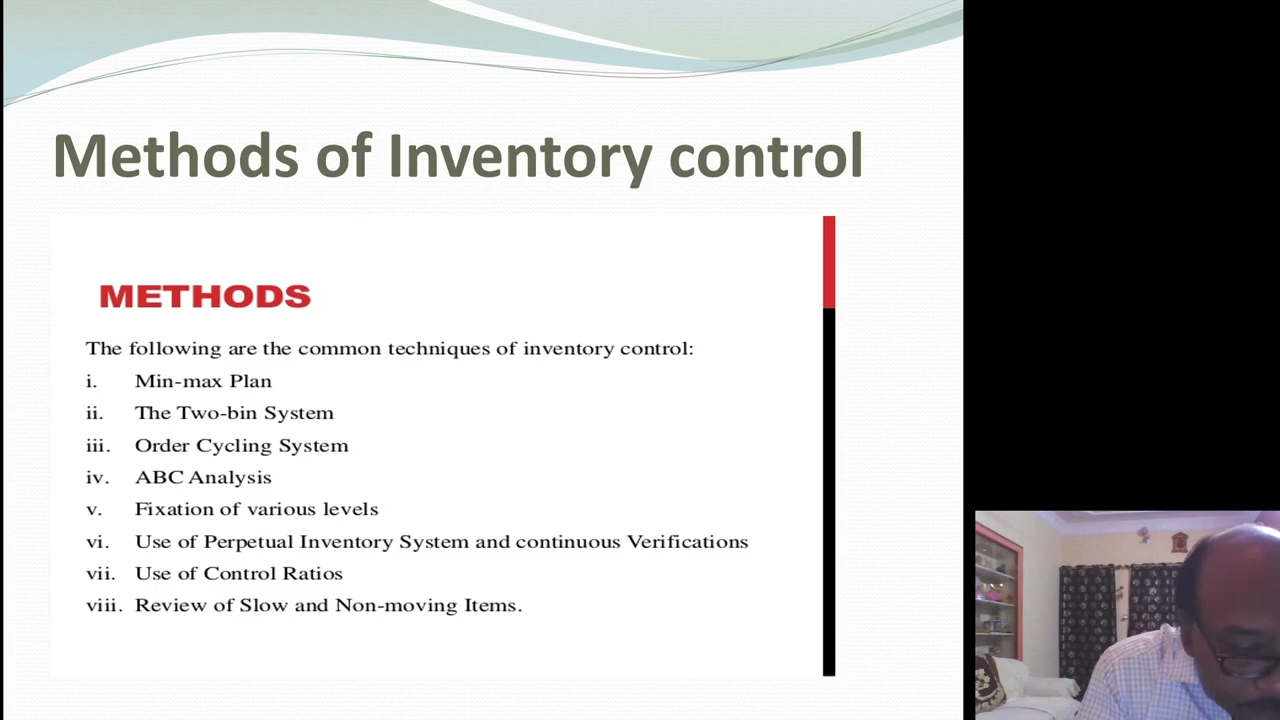 Methods of Inventory control
METHODS
The following are the common techniques of inventory control:
i. Min-max Plan
ii. The Two-bin System
iii. Order Cycling System
iv. ABC Analysis
v. Fixation of various levels
vi. Use of Perpetual Inventory System and continuous Verifications
vii. Use of Control Ratios
viii. Review of Slow and Non-moving Items.